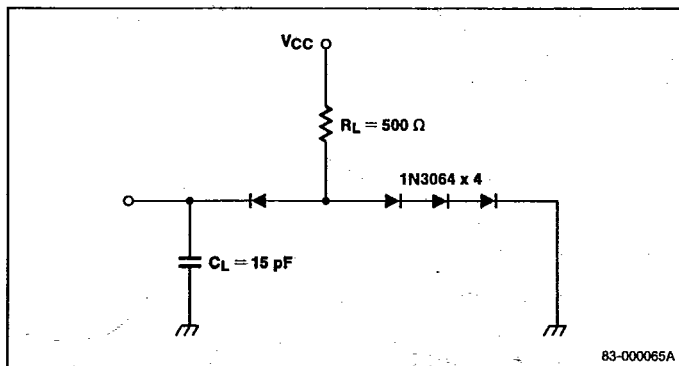 VCC
RL = 500 Ω
1N3064 x 4
CL = 15 pF
83-000065A